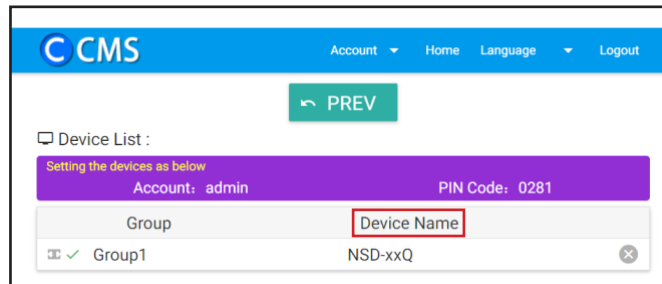 C CMS Account Home Language Logout
PREV
Device List :
Setting the devices as below
Account: admin PIN Code: 0281
Group Device Name
Group1 NSD-xxQ